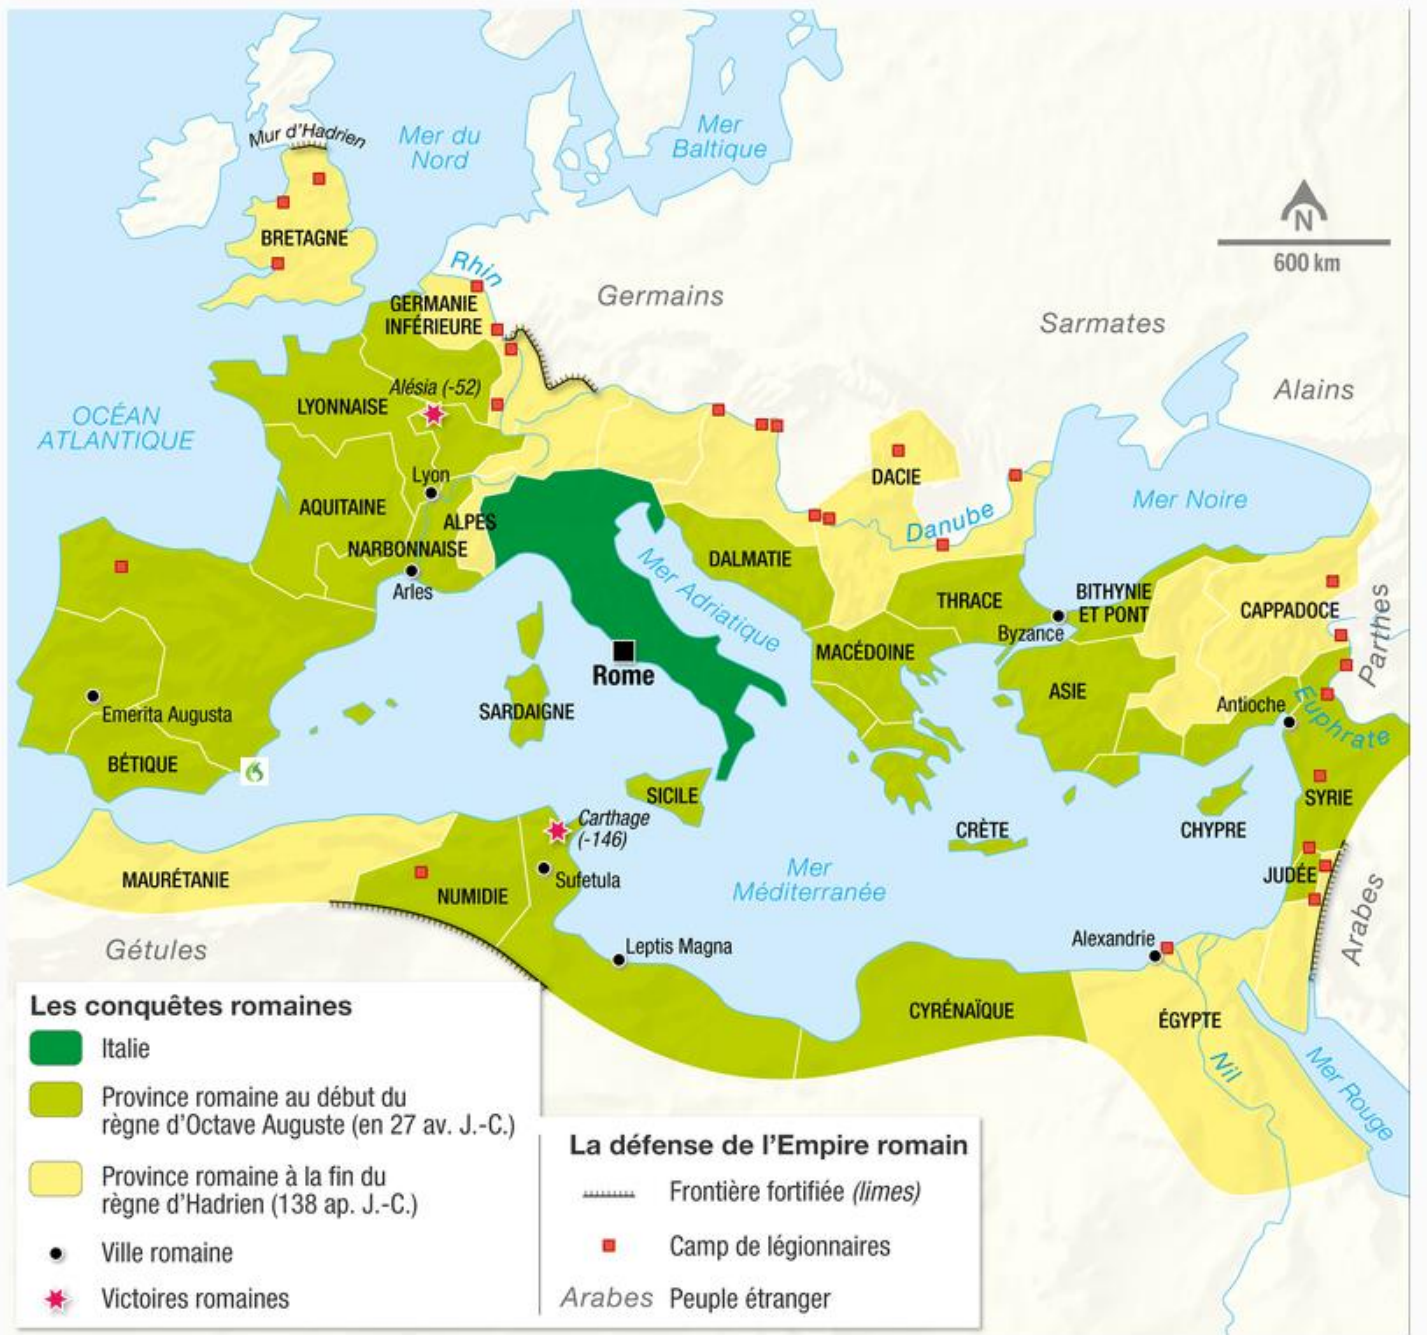 Mur d'Hadrien
Mer du
Nord
Mer
Baltique
N
600 km
BRETAGNE
Rhin
Germains
GERMANIE
INFÉRIEURE
Sarmates
Alains
Alésia (-52)
LYONNAISE
OCÉAN
ATLANTIQUE
Lyon
DACIE
Mer Noire
AQUITAINE
ALPES
Danube
NARBONNAISE
DALMATIE
Arles
Mer Adriatique
THRACE
BITHYNIE
ET PONT
CAPPADOCE
Byzance
Parthes
MACÉDOINE
Rome
ASIE
Emerita Augusta
SARDAIGNE
Antioche
Euphrate
BÉTIQUE
SICILE
SYRIE
Carthage
(-146)
CRÈTE
CHYPRE
MAURÉTANIE
Sufetula
NUMIDIE
Mer
Méditerranée
JUDÉE
Arabes
Gétules
Leptis Magna
Alexandrie
CYRÉNAÏQUE
ÉGYPTE
Nil
Mer Rouge
Les conquêtes romaines
Italie
Province romaine au début du
règne d'Octave Auguste (en 27 av. J.-C.)
Province romaine à la fin du
règne d'Hadrien (138 ap. J.-C.)
Ville romaine
Victoires romaines
La défense de l'Empire romain
Frontière fortifiée (limes)
Camp de légionnaires
Arabes Peuple étranger